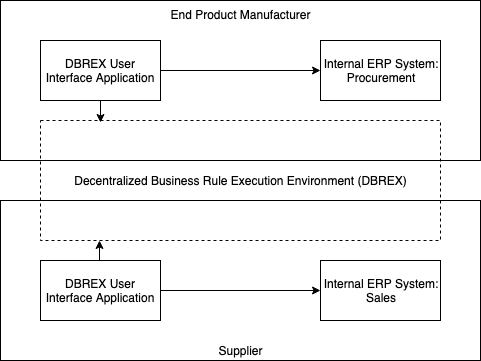 End Product Manufacturer
DBREX User
Interface Application
Internal ERP System:
Procurement
Decentralized Business Rule Execution Environment (DBREX)
DBREX User
Interface Application
Internal ERP System:
Sales
Supplier